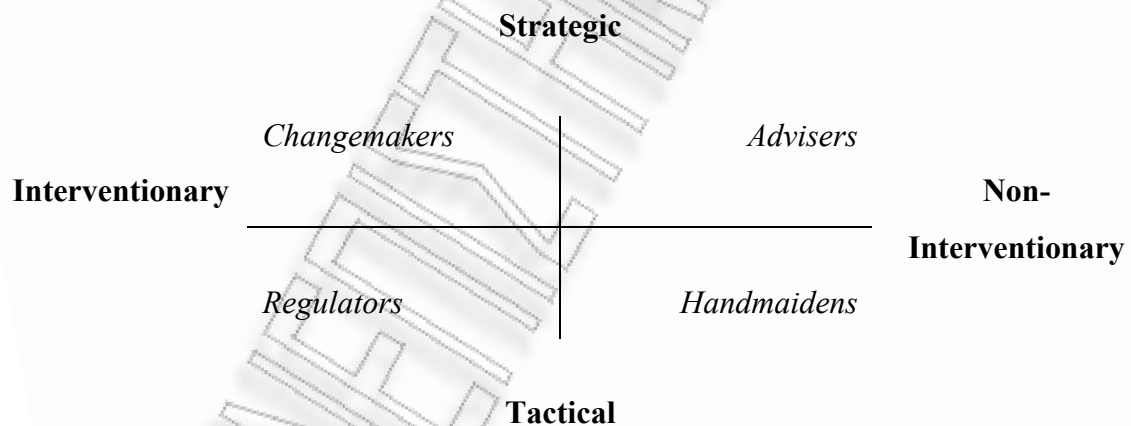 Strategic
Changemakers Advisers
Interventionary Non-
Interventionary
Regulators Handmaidens
Tactical